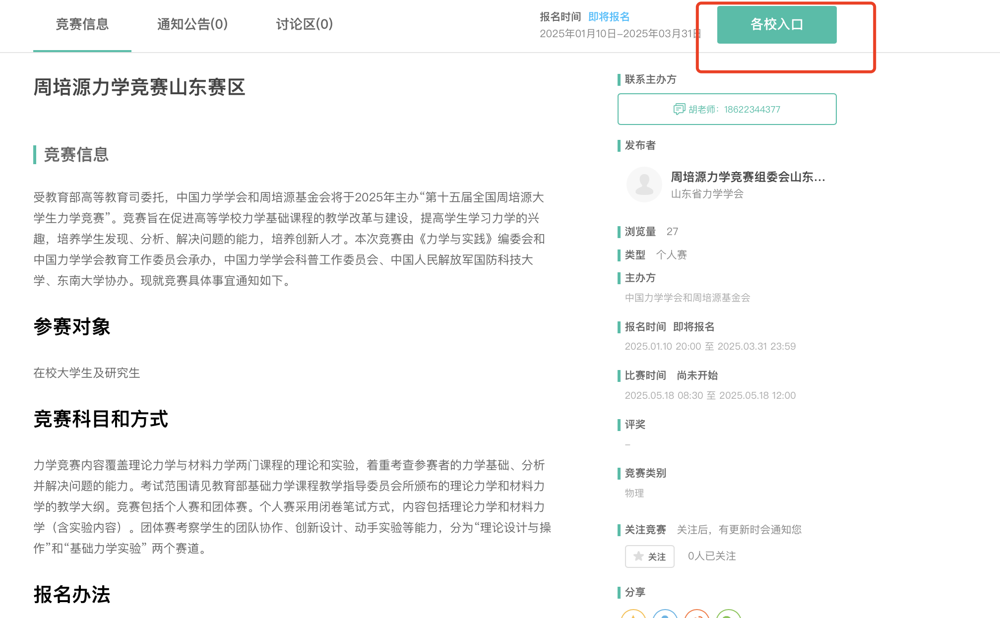 竞赛信息
通知公告(0)
讨论区(0)
报名时间 即将报名
2025年01月10日-2025年03月31日
各校入口
周培源力学竞赛山东赛区
竞赛信息
受教育部高等教育司委托，中国力学学会和周培源基金会将于2025年主办“第十五届全国周培源大
学生力学竞赛”。竞赛旨在促进高等学校力学基础课程的教学改革与建设，提高学生学习力学的兴
趣，培养学生发现、分析、解决问题的能力，培养创新人才。本次竞赛由《力学与实践》编委会和
中国力学学会教育工作委员会承办，中国力学学会科普工作委员会、中国人民解放军国防科技大
学、东南大学协办。现就竞赛具体事宜通知如下。
参赛对象
在校大学生及研究生
竞赛科目和方式
力学竞赛内容覆盖理论力学与材料力学两门课程的理论和实验，着重考查参赛者的力学基础、分析
并解决问题的能力。考试范围请见教育部基础力学课程教学指导委员会所颁布的理论力学和材料力
学的教学大纲。竞赛包括个人赛和团体赛。个人赛采用闭卷笔试方式，内容包括理论力学和材料力
学（含实验内容）。团体赛考察学生的团队协作、创新设计、动手实验等能力，分为“理论设计与操
作”和“基础力学实验” 两个赛道。
报名办法
联系主办方
胡老师：18622344377
发布者
周培源力学竞赛组委会山东...
山东省力学学会
浏览量 27
类型 个人赛
主办方
中国力学学会和周培源基金会
报名时间 即将报名
2025.01.10 20:00 至 2025.03.31 23:59
比赛时间 尚未开始
2025.05.18 08:30 至 2025.05.18 12:00
评奖
–
竞赛类别
物理
关注竞赛 关注后，有更新时会通知您
关注 0人已关注
分享